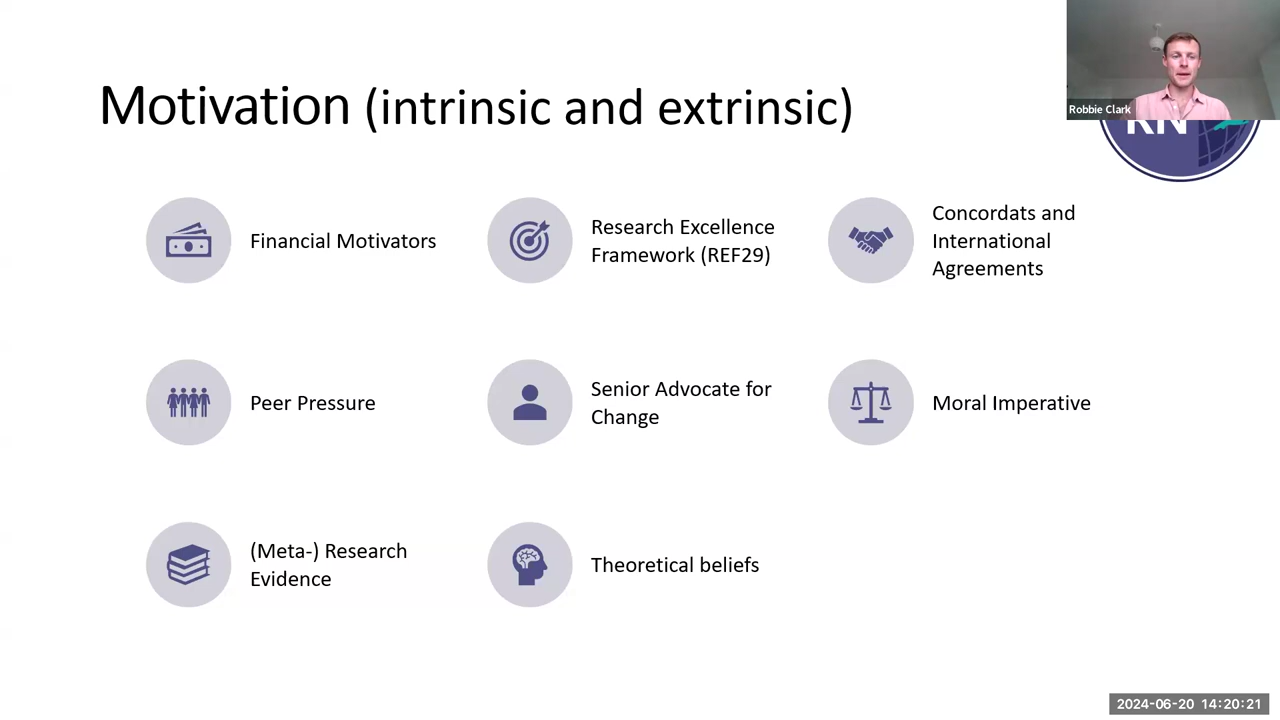 Motivation (intrinsic and extrinsic)
Robbie Clark
RN
Financial Motivators
Research Excellence
Framework (REF29)
Concordats and
International
Agreements
Peer Pressure
Senior Advocate for
Change
Moral Imperative
(Meta-) Research
Evidence
Theoretical beliefs
2024-06-20 14:20:21